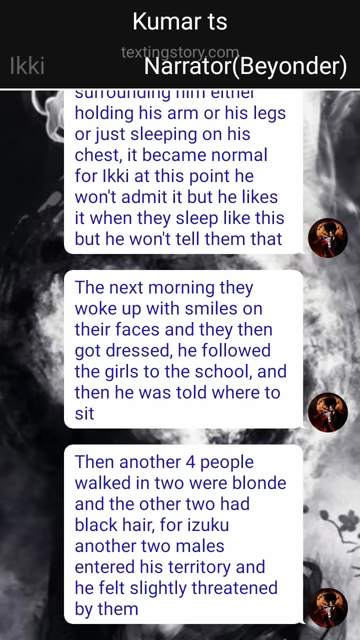 Kumar ts
textingstory.com
Ikki
Narrator(Beyonder)
surrounding him either
holding his arm or his legs
or just sleeping on his
chest, it became normal
for Ikki at this point he
won't admit it but he likes
it when they sleep like this
but he won't tell them that
The next morning they
woke up with smiles on
their faces and they then
got dressed, he followed
the girls to the school, and
then he was told where to
sit
Then another 4 people
walked in two were blonde
and the other two had
black hair, for izuku
another two males
entered his territory and
he felt slightly threatened
by them